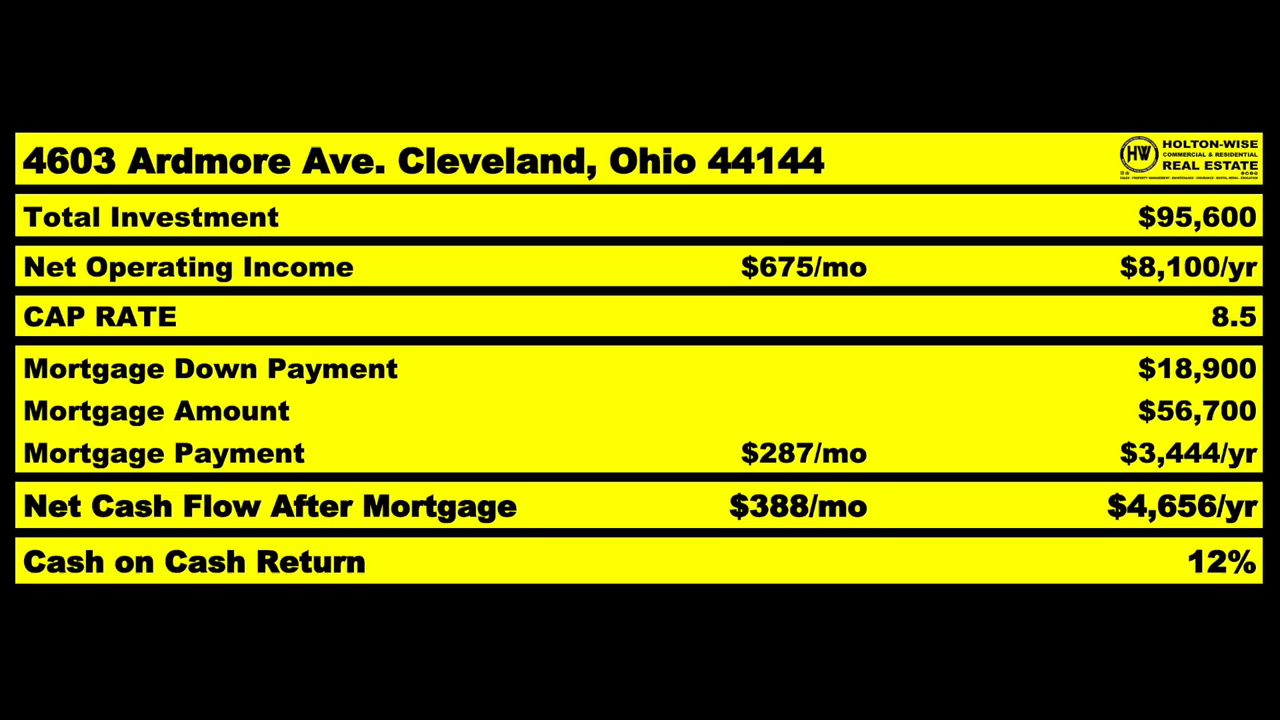 4603 Ardmore Ave. Cleveland, Ohio 44144
HW
HOLTON-WISE
COMMERCIAL & RESIDENTIAL
REAL ESTATE
Total Investment $95,600
Net Operating Income $675/mo $8,100/yr
CAP RATE 8.5
Mortgage Down Payment $18,900
Mortgage Amount $56,700
Mortgage Payment $287/mo $3,444/yr
Net Cash Flow After Mortgage $388/mo $4,656/yr
Cash on Cash Return 12%